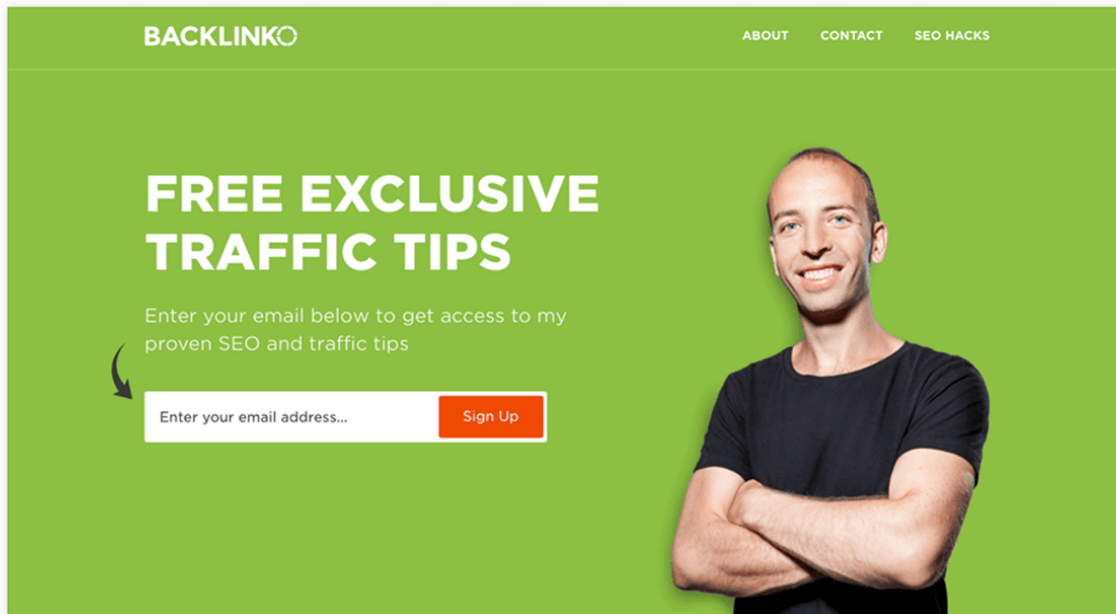 BACKLINKO
ABOUT CONTACT SEO HACKS
FREE EXCLUSIVE
TRAFFIC TIPS
Enter your email below to get access to my
proven SEO and traffic tips
Enter your email address... Sign Up